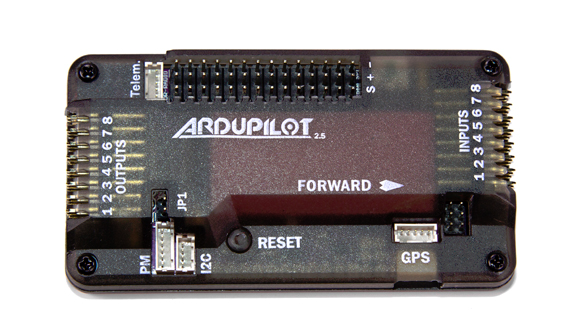 Telem.
S + -
ARDUPILOT 2.5
1 2 3 4 5 6 7 8
OUTPUTS
INPUTS
1 2 3 4 5 6 7 8
FORWARD
JP1
PM
I2C
RESET
GPS